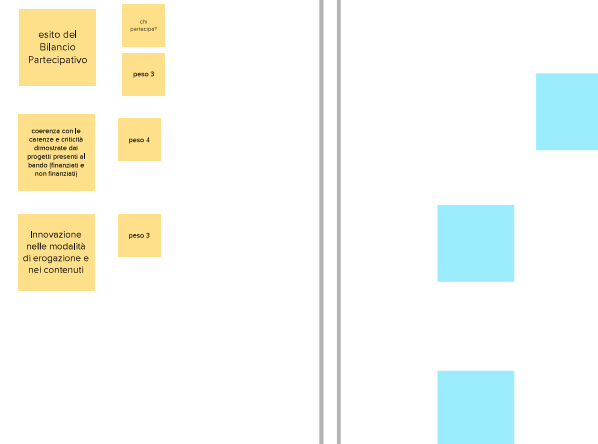 esito del
Bilancio
Partecipativo
chi
partecipa?
peso 3
coerenza con le
carenze e criticità
dimostrate dai
progetti presenti al
bando (finanziati e
non finanziati)
peso 4
Innovazione
nelle modalità
di erogazione e
nei contenuti
peso 3